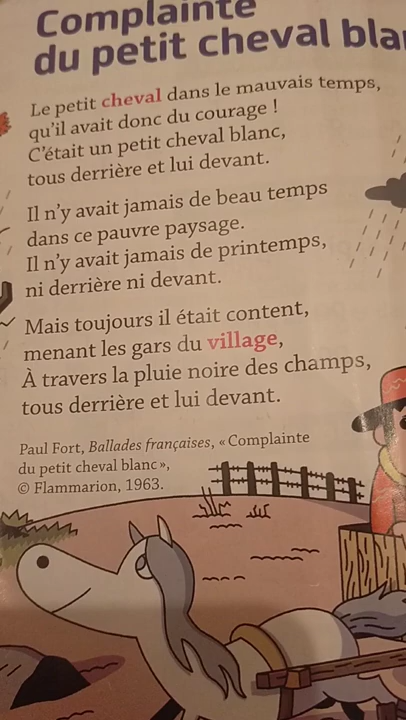 Complainte
du petit cheval
Le petit cheval dans le mauvais temps,
qu'il avait donc du courage !
C'était un petit cheval blanc,
tous derrière et lui devant.
Il n'y avait jamais de beau temps
dans ce pauvre paysage.
Il n'y avait jamais de printemps,
ni derrière ni devant.
Mais toujours il était content,
menant les gars du village,
À travers la pluie noire des champs,
tous derrière et lui devant.
Paul Fort, Ballades françaises, « Complainte
du petit cheval blanc »,
© Flammarion, 1963.